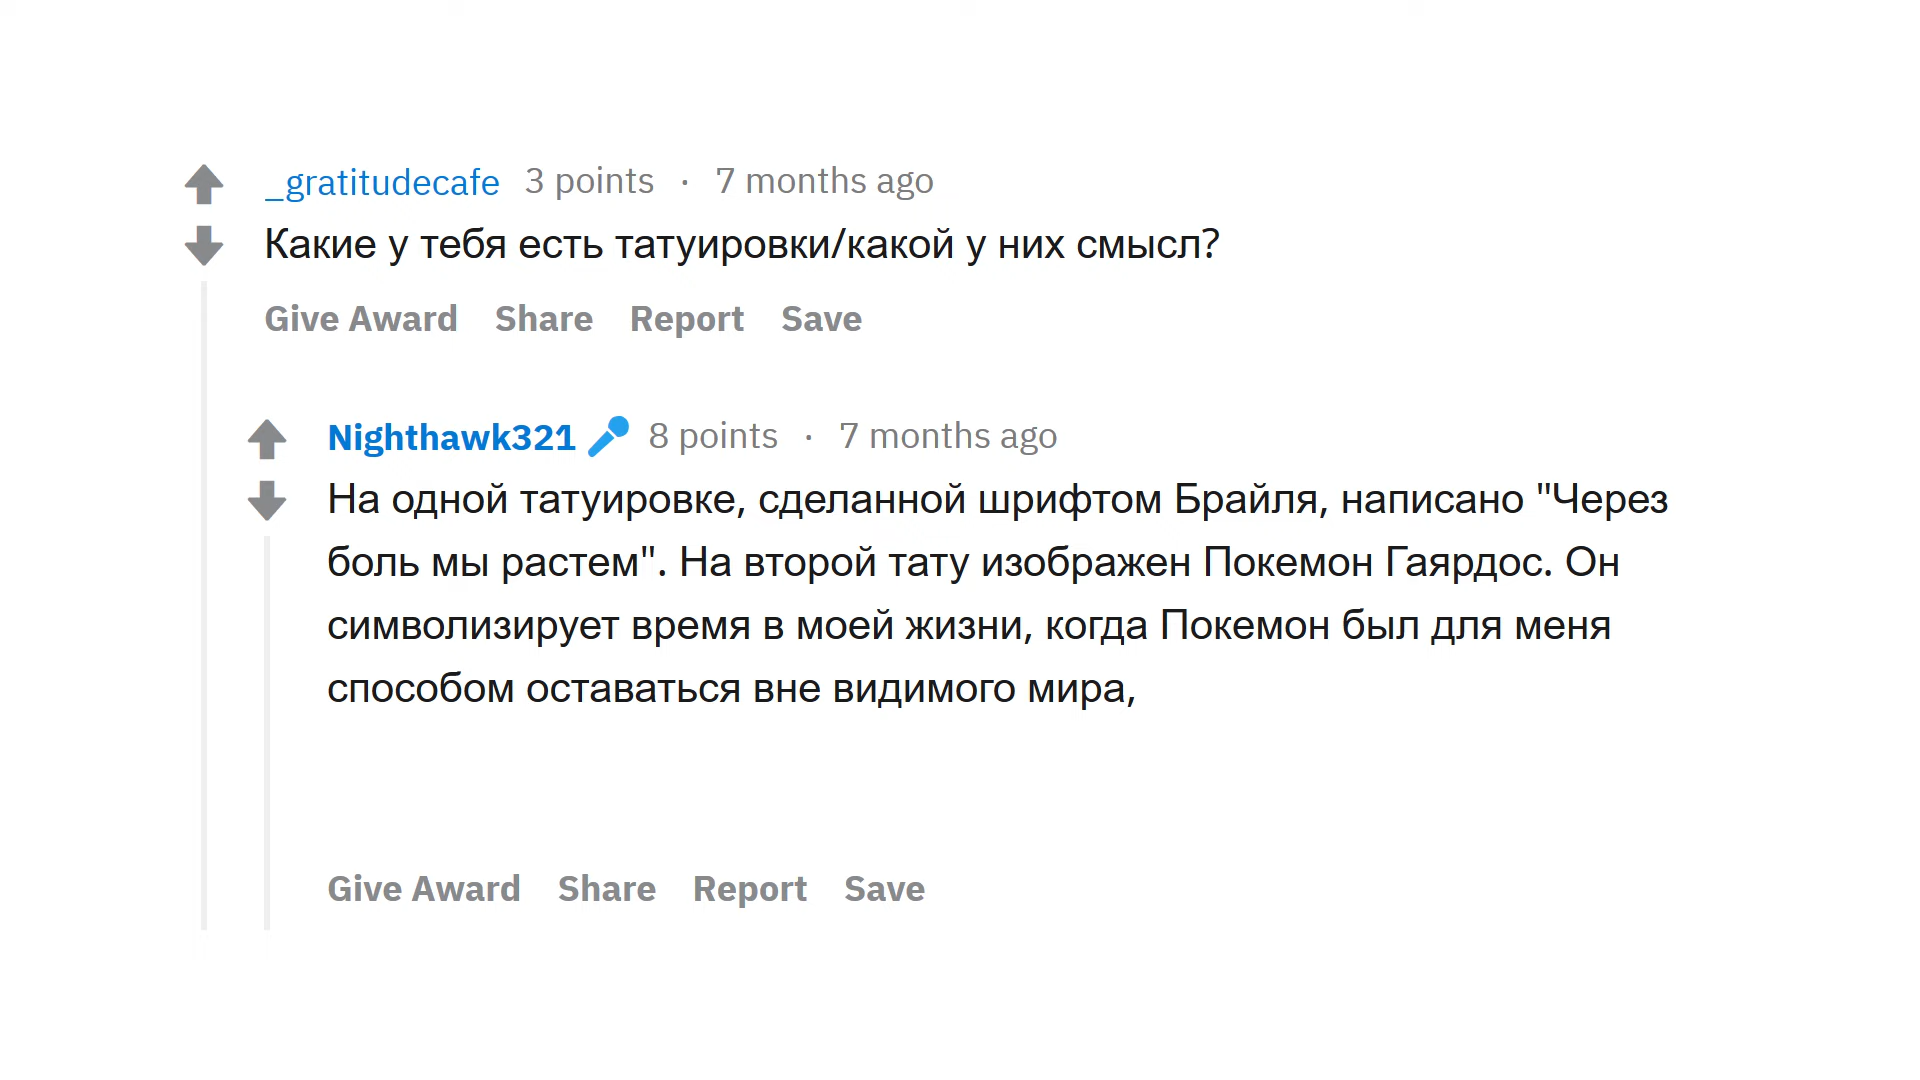 _gratitudecafe 3 points · 7 months ago
Какие у тебя есть татуировки/какой у них смысл?
Give Award Share Report Save
Nighthawk321 8 points · 7 months ago
На одной татуировке, сделанной шрифтом Брайля, написано "Через
боль мы растем". На второй тату изображен Покемон Гаярдос. Он
символизирует время в моей жизни, когда Покемон был для меня
способом оставаться вне видимого мира,
Give Award Share Report Save